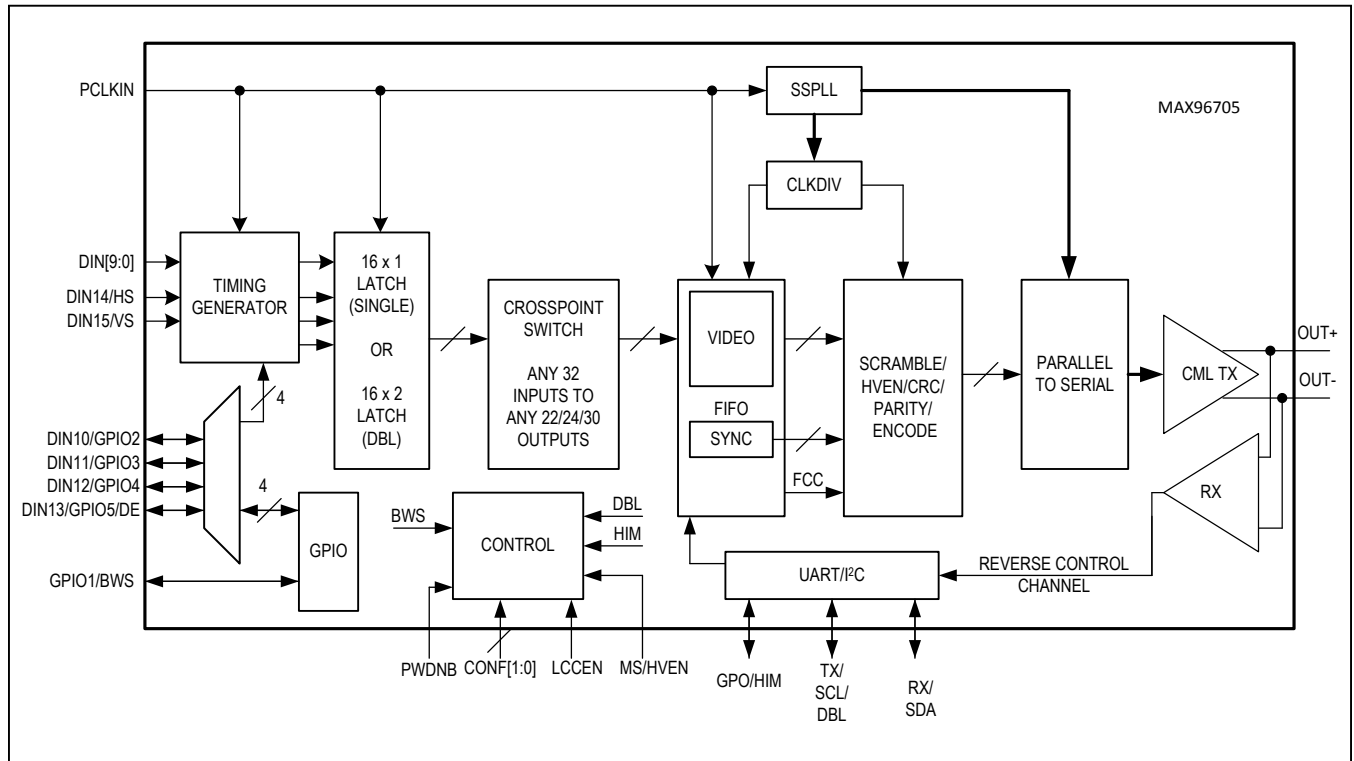 PCLKIN
SSPLL
MAX96705
CLKDIV
DIN[9:0]
DIN14/HS
DIN15/VS
TIMING
GENERATOR
16 x 1
LATCH
(SINGLE)
OR
16 x 2
LATCH
(DBL)
CROSSPOINT
SWITCH
ANY 32
INPUTS TO
ANY 22/24/30
OUTPUTS
VIDEO
FIFO
SYNC
FCC
SCRAMBLE/
HVEN/CRC/
PARITY/
ENCODE
PARALLEL
TO SERIAL
CML TX
OUT+
OUT-
RX
4
DIN10/GPIO2
DIN11/GPIO3
DIN12/GPIO4
DIN13/GPIO5/DE
4
GPIO
GPIO1/BWS
BWS
CONTROL
DBL
HIM
UART/I²C
REVERSE CONTROL
CHANNEL
PWDNB
CONF[1:0]
LCCEN
MS/HVEN
GPO/HIM
TX/
SCL/
DBL
RX/
SDA